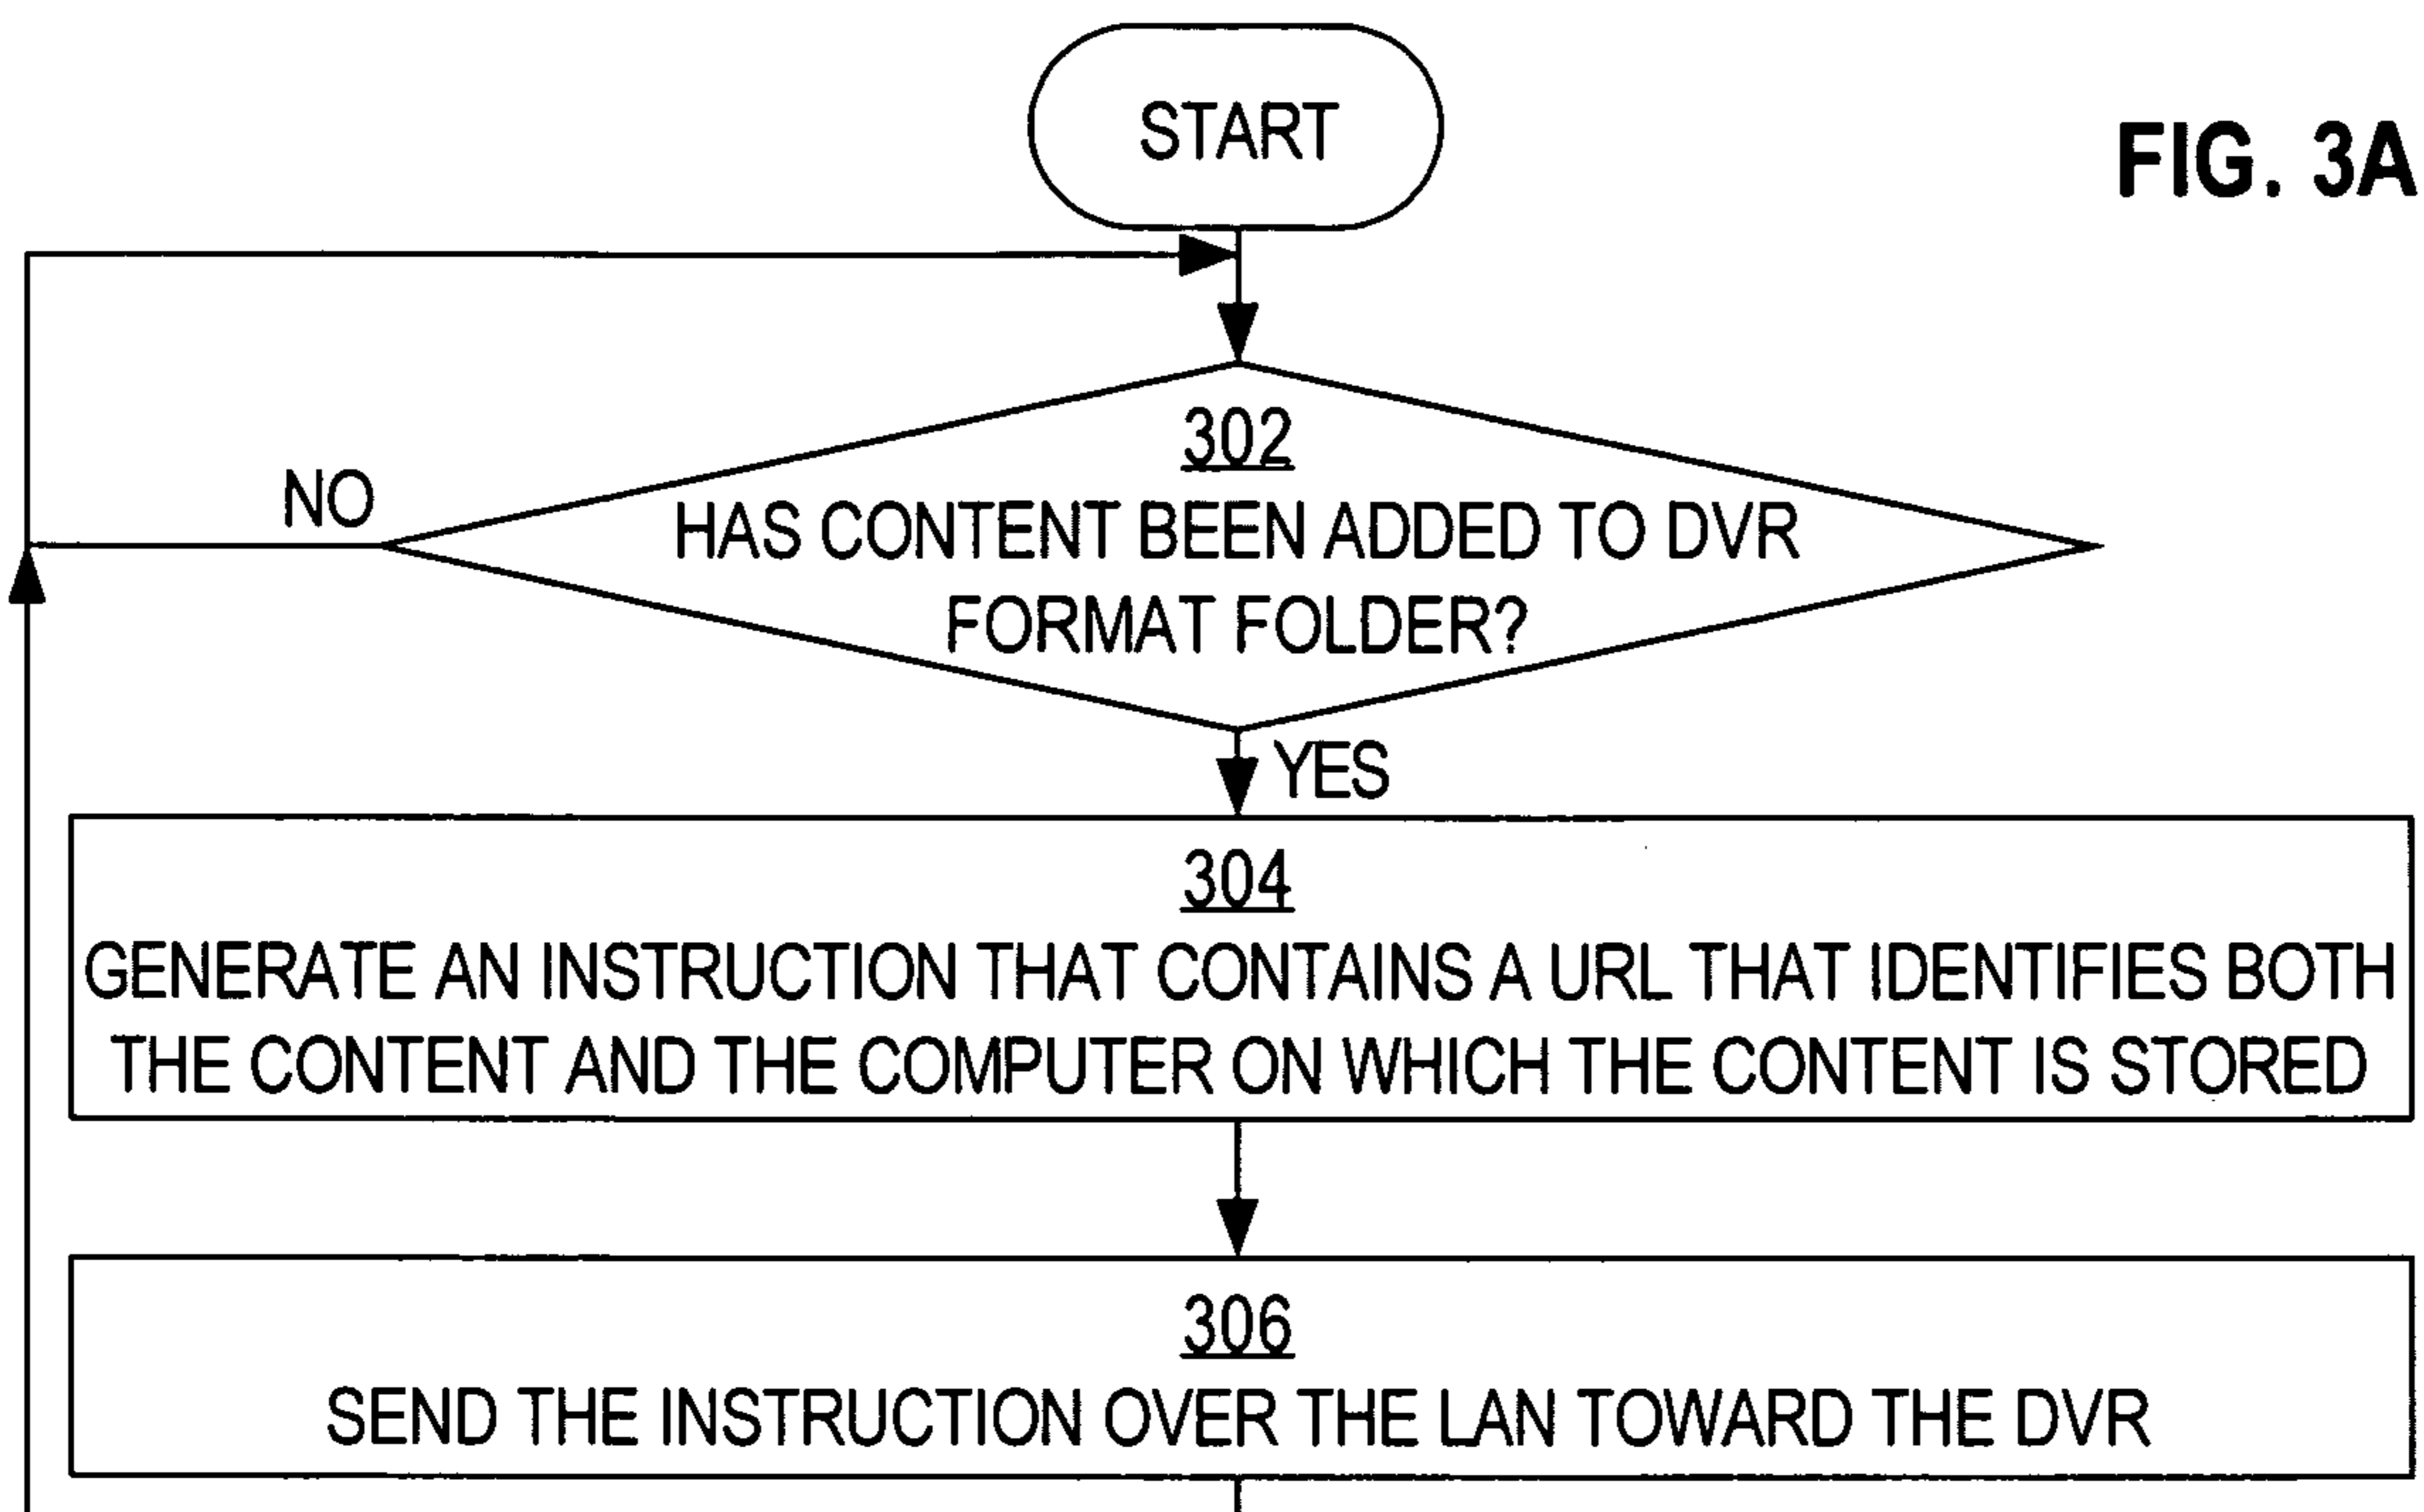 START
FIG. 3A
302
NO
HAS CONTENT BEEN ADDED TO DVR
FORMAT FOLDER?
YES
304
GENERATE AN INSTRUCTION THAT CONTAINS A URL THAT IDENTIFIES BOTH
THE CONTENT AND THE COMPUTER ON WHICH THE CONTENT IS STORED
306
SEND THE INSTRUCTION OVER THE LAN TOWARD THE DVR